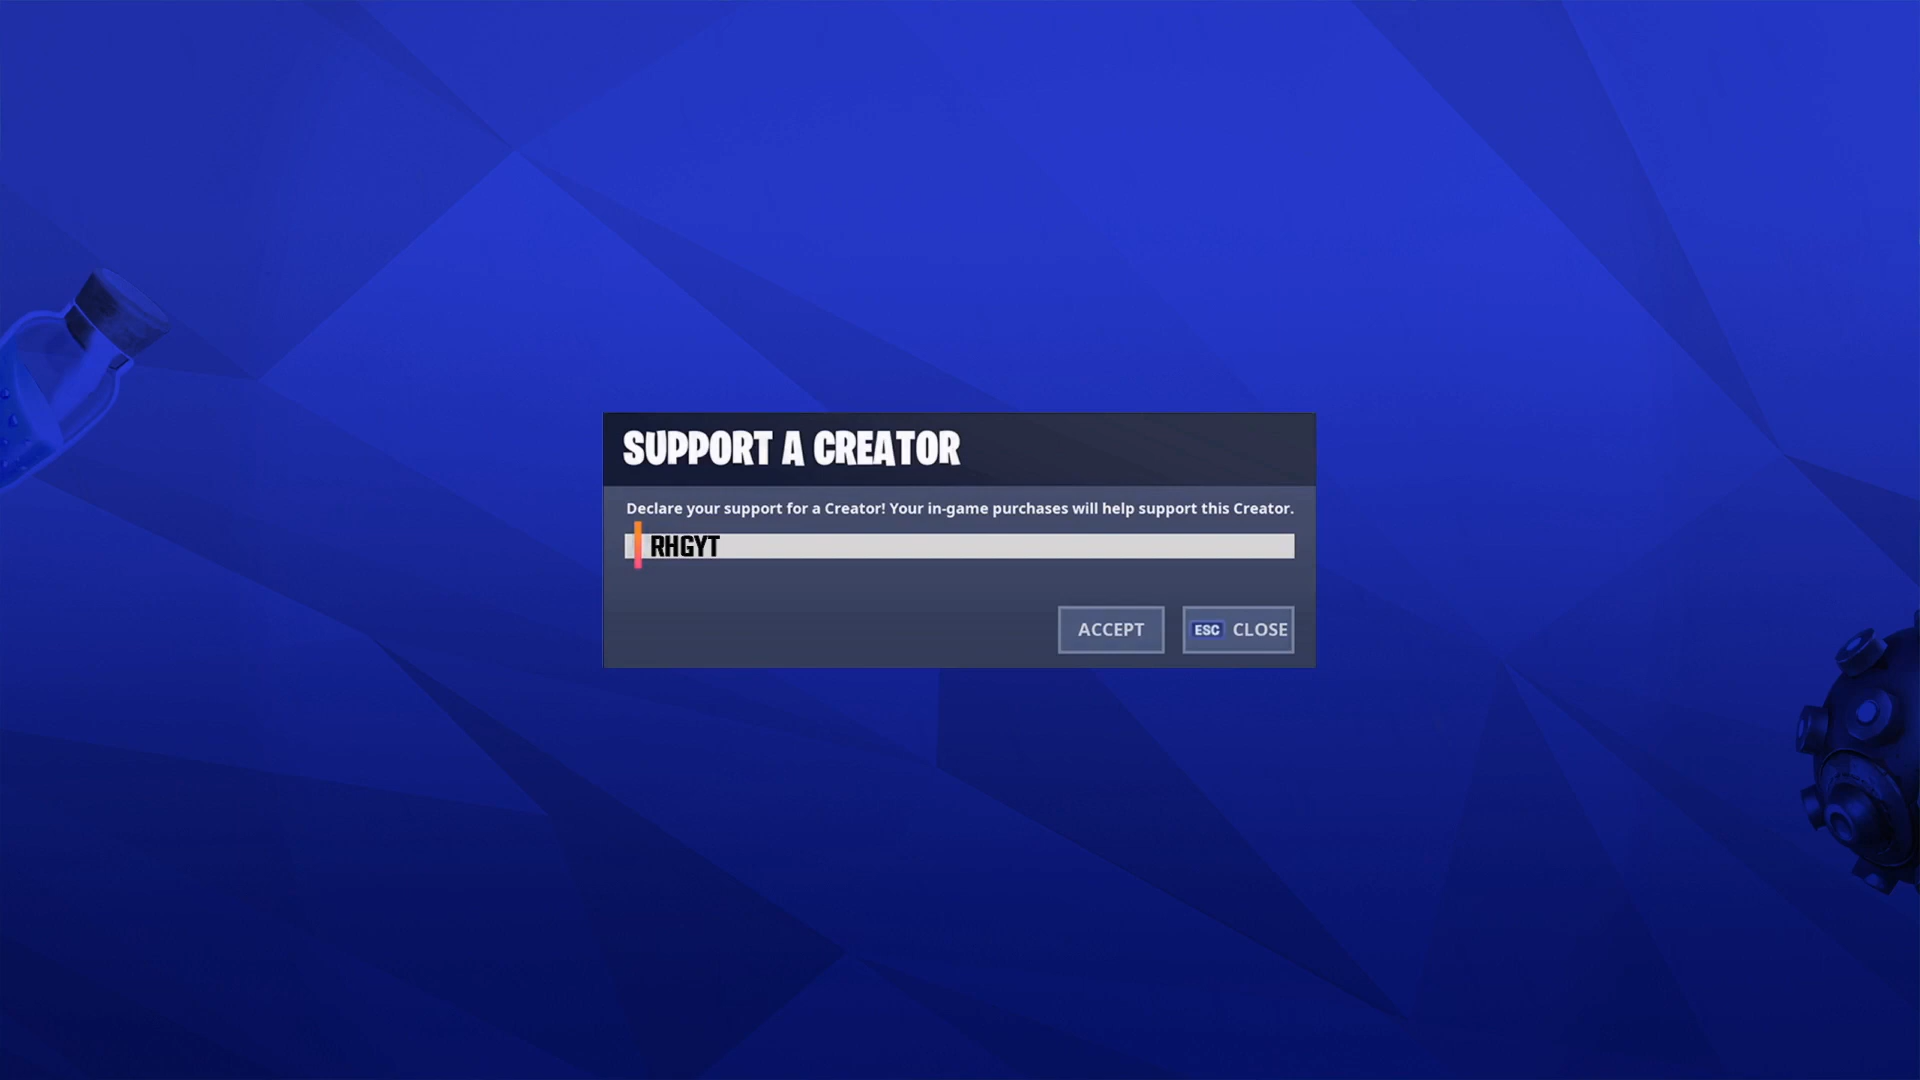 SUPPORT A CREATOR
Declare your support for a Creator! Your in-game purchases will help support this Creator.
RHGYT
ACCEPT
ESC CLOSE